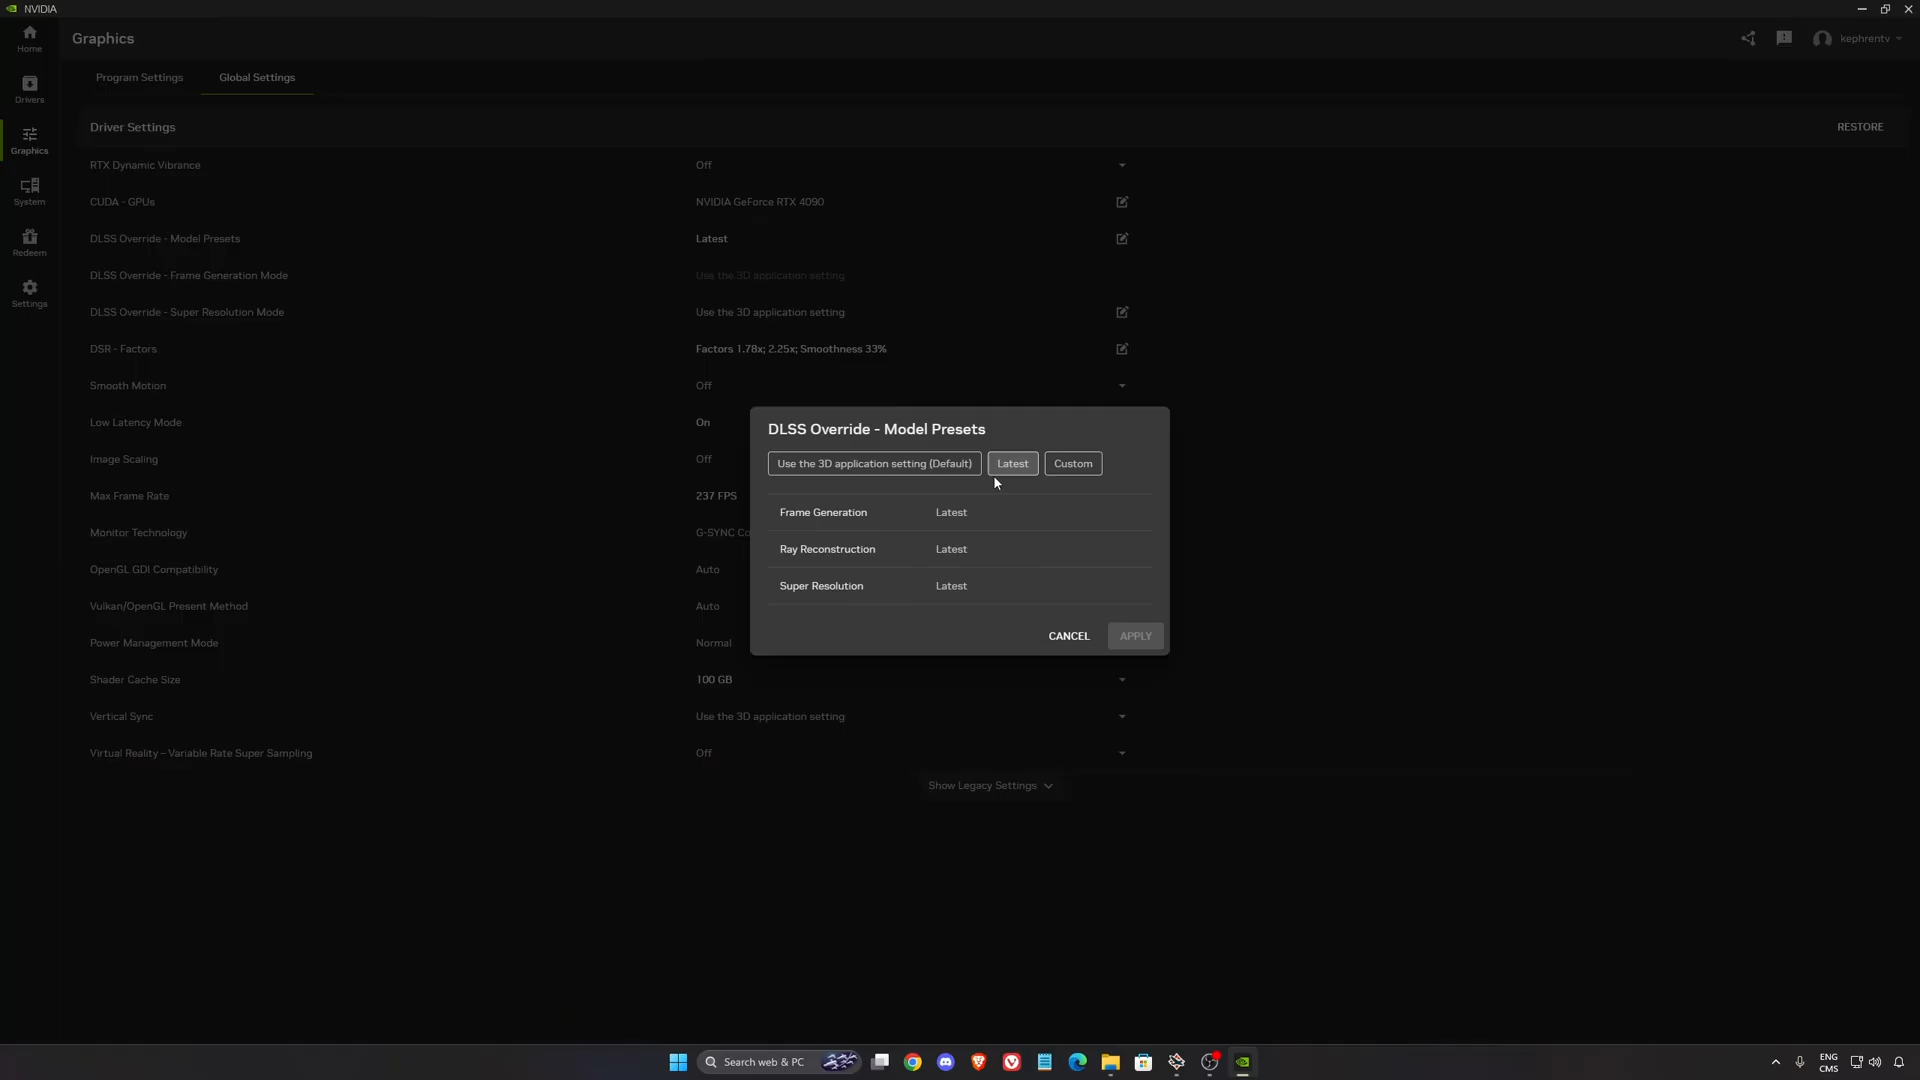 NVIDIA
Home
Graphics
kephrentv
Program Settings
Global Settings
Drivers
Driver Settings
RESTORE
Graphics
RTX Dynamic Vibrance Off
System
CUDA - GPUs NVIDIA GeForce RTX 4090
DLSS Override - Model Presets Latest
Redeem
DLSS Override - Frame Generation Mode Use the 3D application setting
Settings
DLSS Override - Super Resolution Mode Use the 3D application setting
DSR - Factors Factors 1.78x; 2.25x; Smoothness 33%
Smooth Motion Off
Low Latency Mode On
Image Scaling Off
Max Frame Rate 237 FPS
Monitor Technology G-SYNC Co
OpenGL GDI Compatibility Auto
Vulkan/OpenGL Present Method Auto
Power Management Mode Normal
Shader Cache Size 100 GB
Vertical Sync Use the 3D application setting
Virtual Reality – Variable Rate Super Sampling Off
Show Legacy Settings
DLSS Override - Model Presets
Use the 3D application setting (Default) Latest Custom
Frame Generation Latest
Ray Reconstruction Latest
Super Resolution Latest
CANCEL APPLY
Search web & PC
ENG
CMS